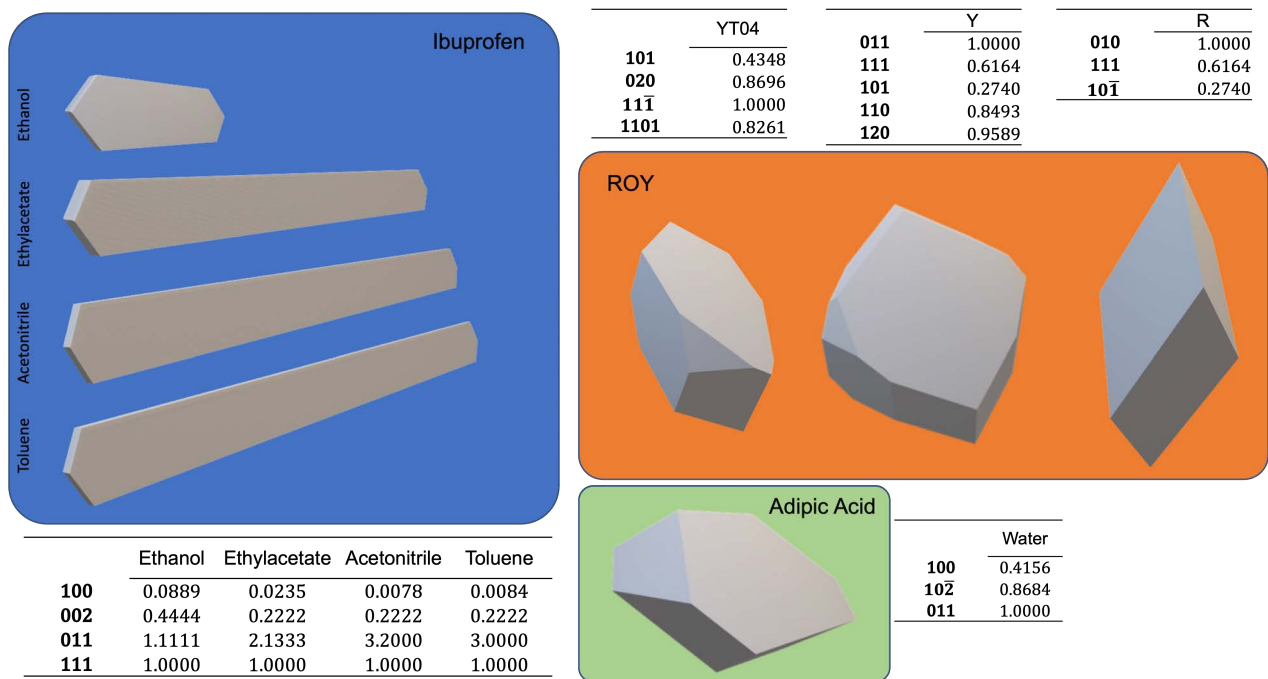 Ibuprofen
Ethanol
Ethylacetate
Acetonitrile
Toluene
Ethanol Ethylacetate Acetonitrile Toluene
100 0.0889 0.0235 0.0078 0.0084
002 0.4444 0.2222 0.2222 0.2222
011 1.1111 2.1333 3.2000 3.0000
111 1.0000 1.0000 1.0000 1.0000
YT04
101 0.4348
020 0.8696
111̅ 1.0000
1101 0.8261
Y
011 1.0000
111 0.6164
101 0.2740
110 0.8493
120 0.9589
R
010 1.0000
111 0.6164
101̅ 0.2740
ROY
Adipic Acid
Water
100 0.4156
102̅ 0.8684
011 1.0000